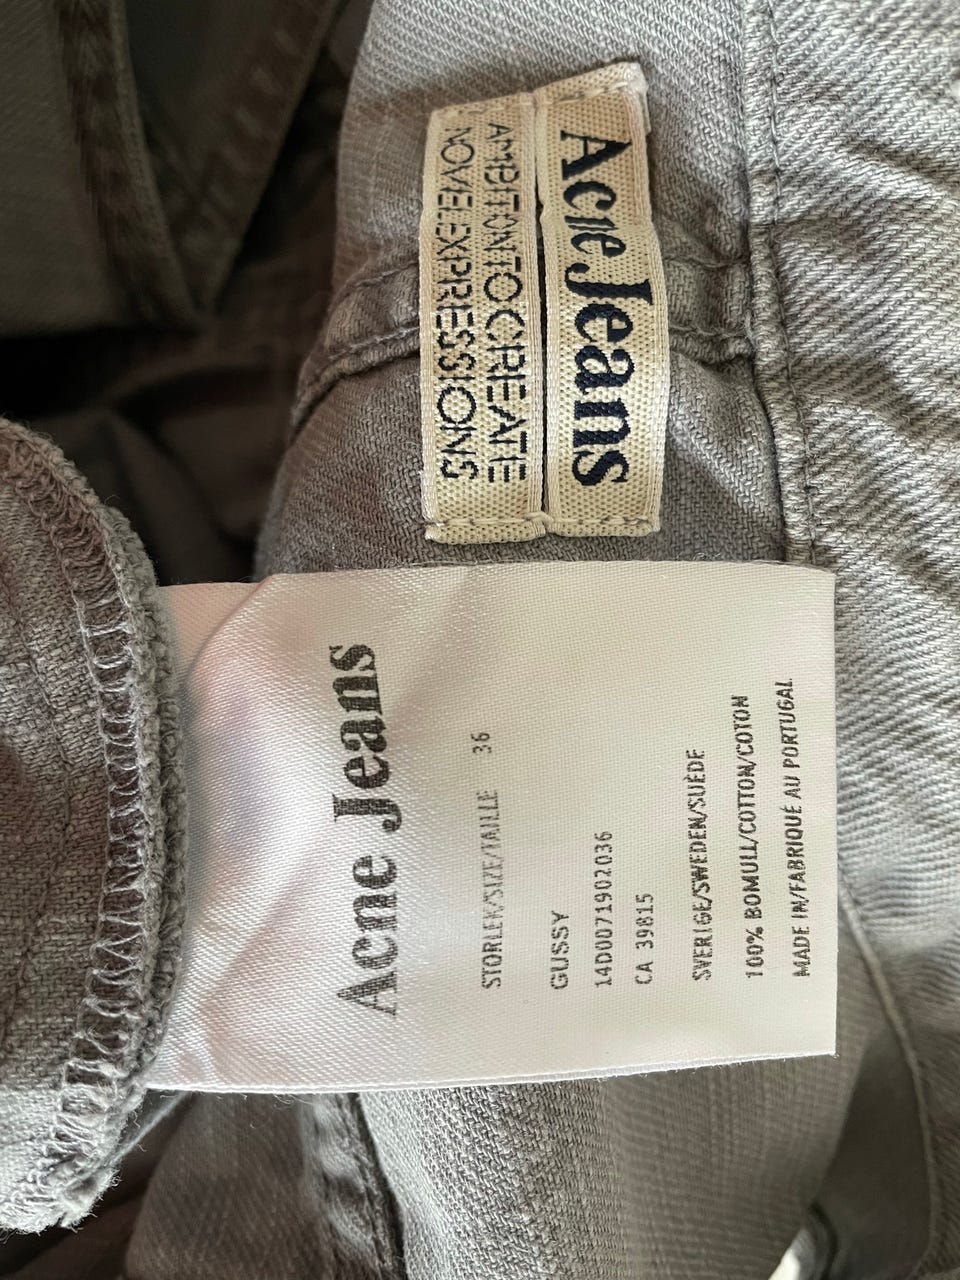 Acne Jeans
AMBITION TO CREATE
NOVEL EXPRESSIONS
Acne Jeans
STORLEK/SIZE/TAILLE 36
GUSSY
14D0071902036
CA 39815
SVERIGE/SWEDEN/SUÈDE
100% BOMULL/COTTON/COTON
MADE IN/FABRIQUÉ AU PORTUGAL